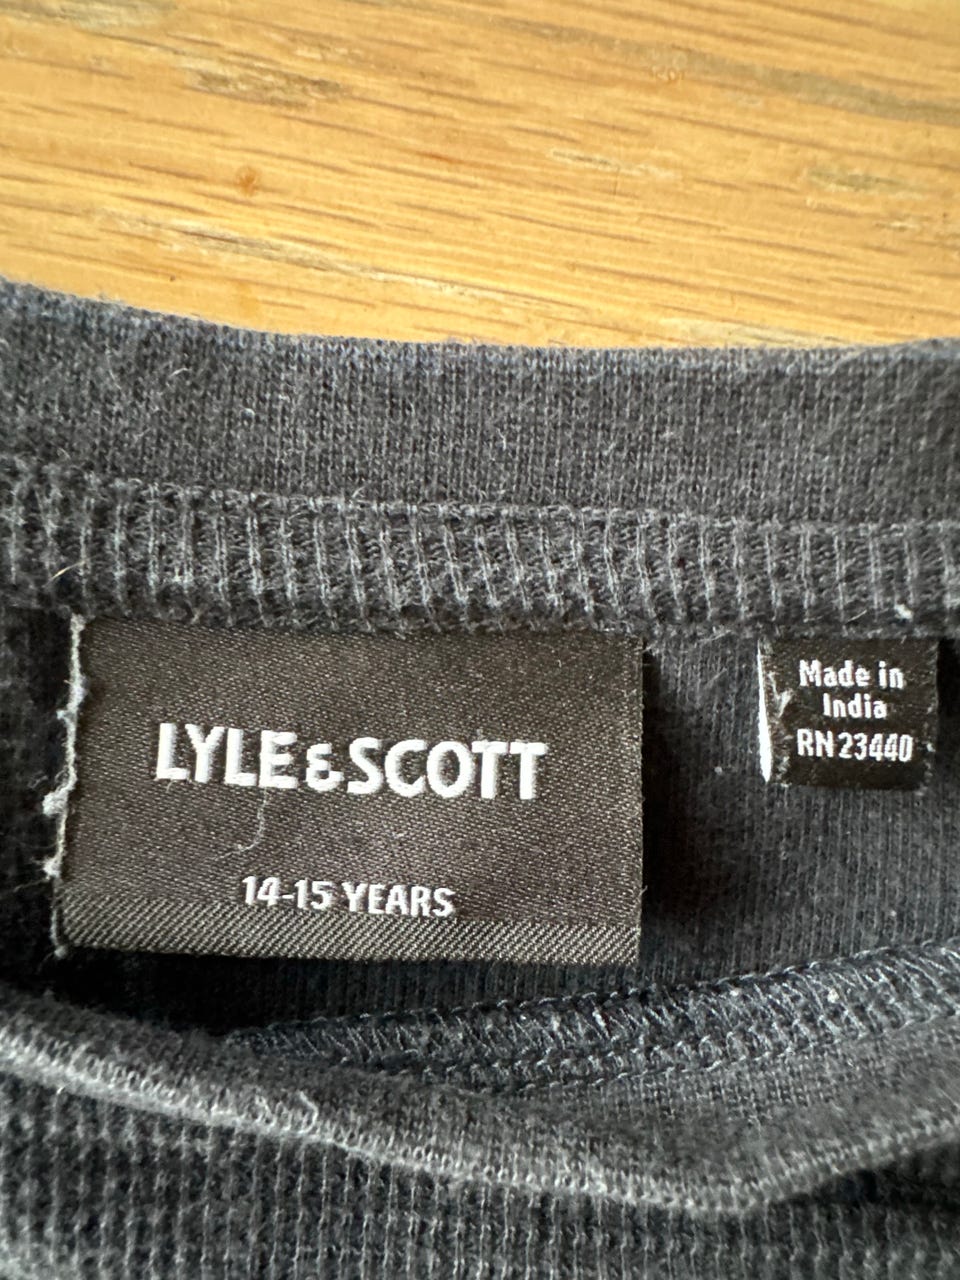 LYLE & SCOTT
14-15 YEARS
Made in
India
RN 23440